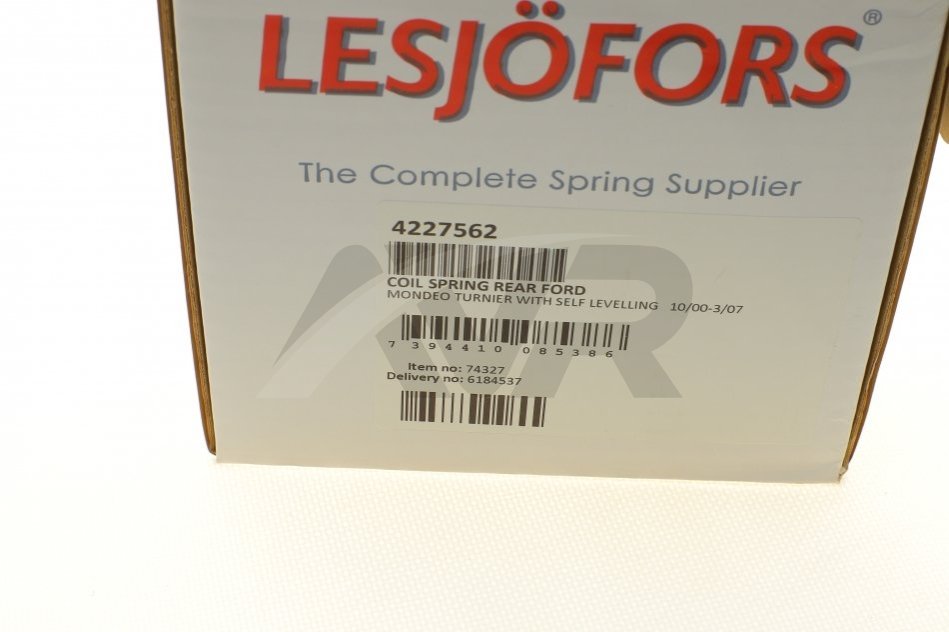 LESJÖFORS®
The Complete Spring Supplier
4227562
COIL SPRING REAR FORD
MONDEO TURNIER WITH SELF LEVELLING 10/00-3/07
7 394410 085386
Item no: 74327
Delivery no: 6184537
AVR